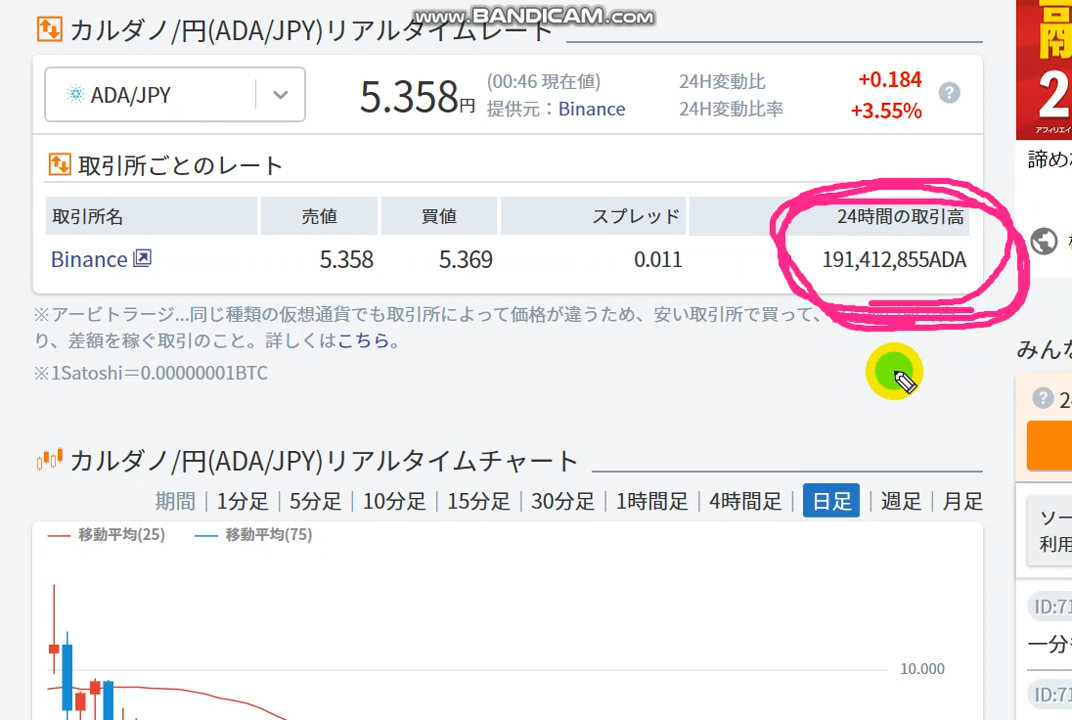 www.BANDICAM.com
カルダノ/円(ADA/JPY)リアルタイムレート
ADA/JPY
5.358円
(00:46 現在値)
提供元：Binance
24H変動比 +0.184
24H変動比率 +3.55%
?
取引所ごとのレート
取引所名 売値 買値 スプレッド 24時間の取引高
Binance 5.358 5.369 0.011 191,412,855ADA
※アービトラージ...同じ種類の仮想通貨でも取引所によって価格が違うため、安い取引所で買って、
り、差額を稼ぐ取引のこと。詳しくはこちら。
※1Satoshi＝0.00000001BTC
カルダノ/円(ADA/JPY)リアルタイムチャート
期間 | 1分足 | 5分足 | 10分足 | 15分足 | 30分足 | 1時間足 | 4時間足 | 日足 | 週足 | 月足
移動平均(25) 移動平均(75)
10.000
2
アフィリエイ
諦め
みん
? 2
ソー
利用
ID:71
一分
ID:71